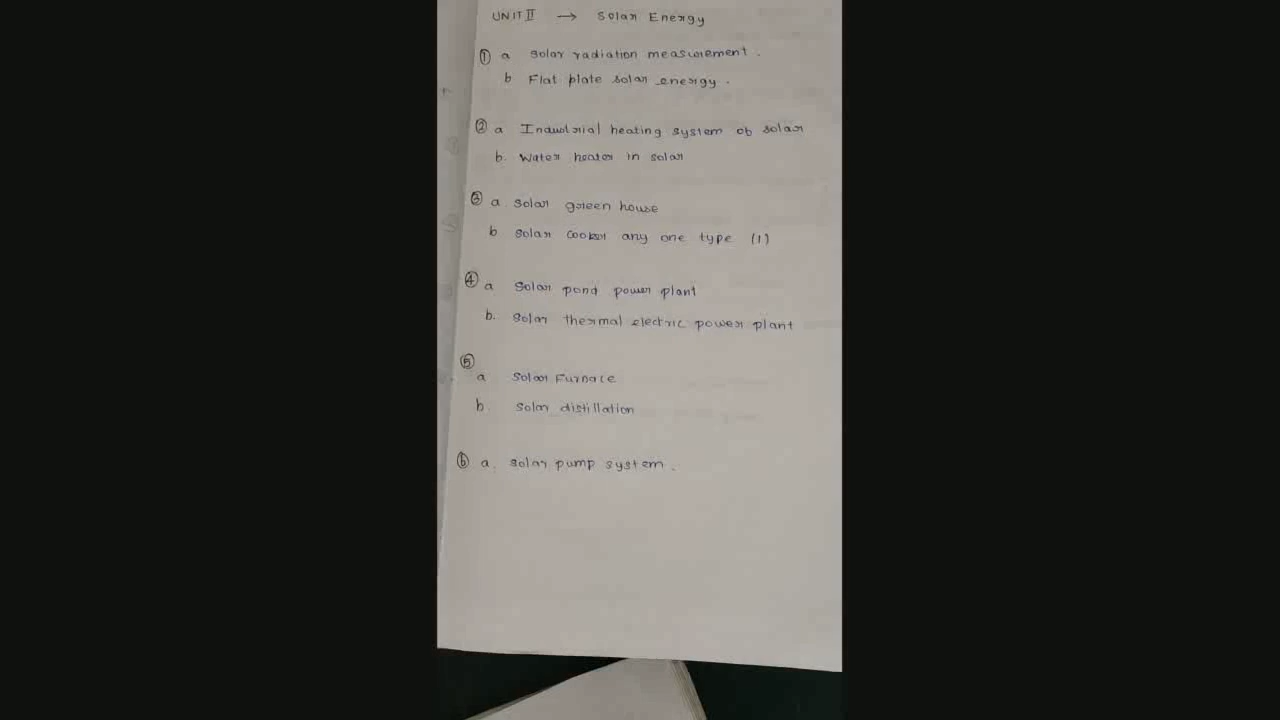 UNIT II → Solar Energy
① a Solar radiation measurement.
b Flat plate solar energy.
② a Industrial heating system of solar
b. Water heater in solar
③ a. Solar green house
b Solar cooker any one type (1)
④ a Solar pond power plant
b. Solar thermal electric power plant
⑤
a Solar Furnace
b. Solar distillation
⑥ a. Solar pump system.